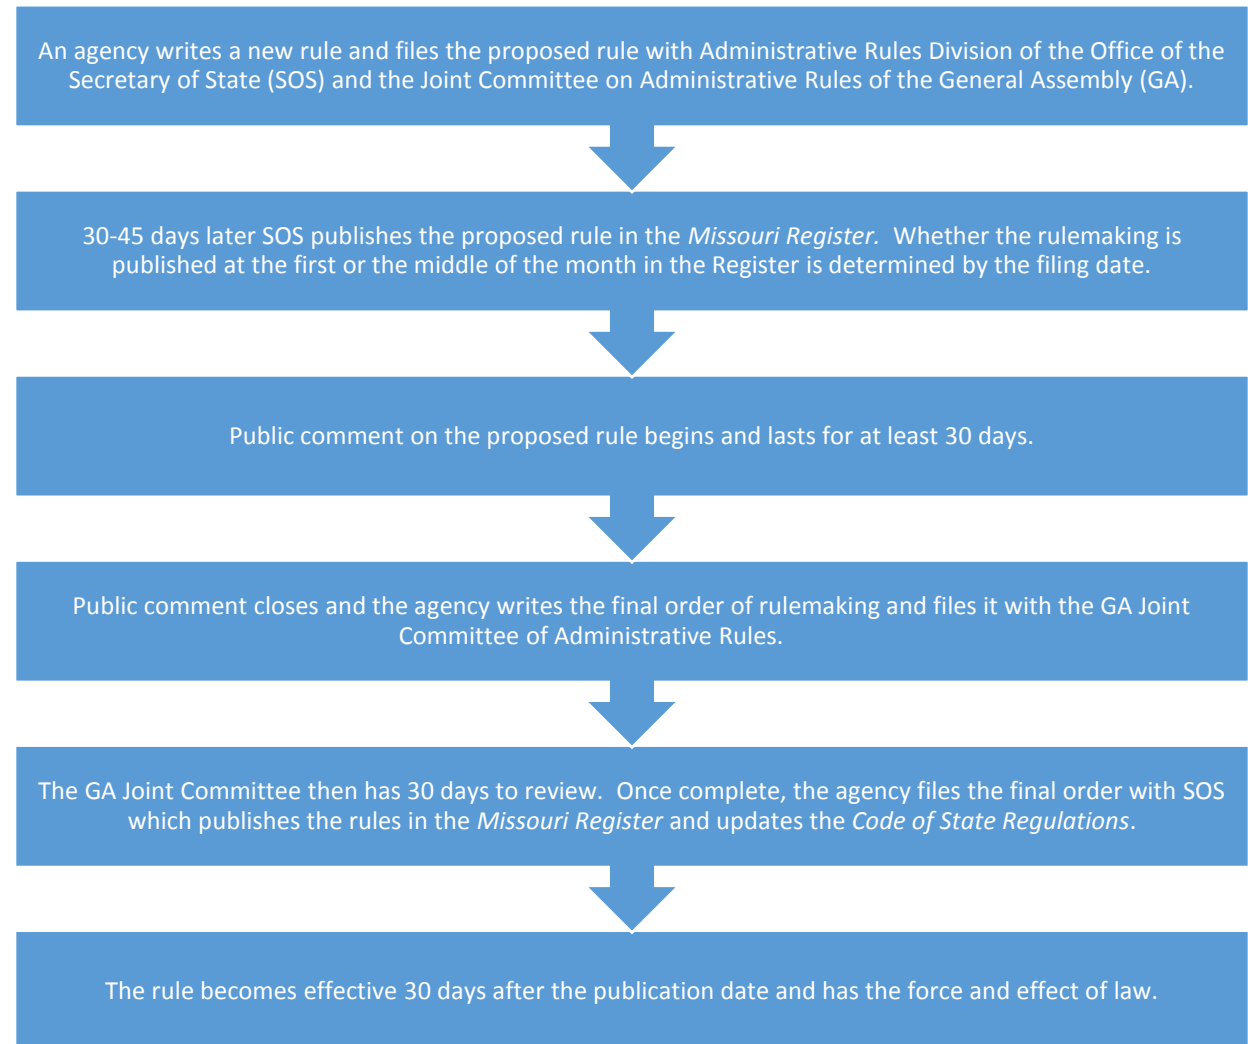 An agency writes a new rule and files the proposed rule with Administrative Rules Division of the Office of the
Secretary of State (SOS) and the Joint Committee on Administrative Rules of the General Assembly (GA).
30-45 days later SOS publishes the proposed rule in the Missouri Register.  Whether the rulemaking is
published at the first or the middle of the month in the Register is determined by the filing date.
Public comment on the proposed rule begins and lasts for at least 30 days.
Public comment closes and the agency writes the final order of rulemaking and files it with the GA Joint
Committee of Administrative Rules.
The GA Joint Committee then has 30 days to review.  Once complete, the agency files the final order with SOS
which publishes the rules in the Missouri Register and updates the Code of State Regulations.
The rule becomes effective 30 days after the publication date and has the force and effect of law.